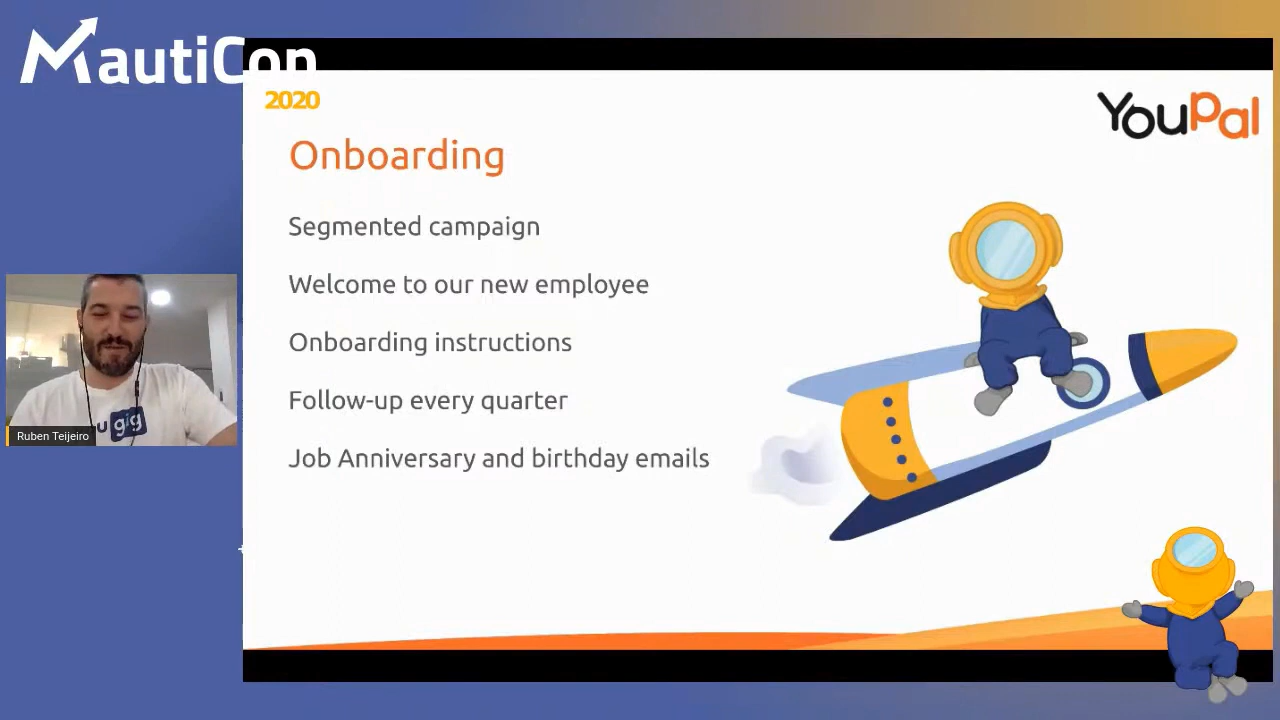 MautiCon
2020
YouPal
Onboarding
Segmented campaign
Welcome to our new employee
Onboarding instructions
Follow-up every quarter
Job Anniversary and birthday emails
u gig
Ruben Teijeiro